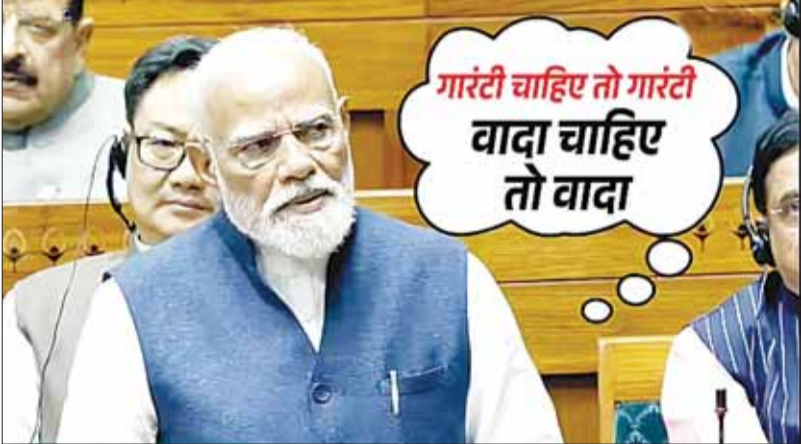 गारंटी चाहिए तो गारंटी
वादा चाहिए
तो वादा